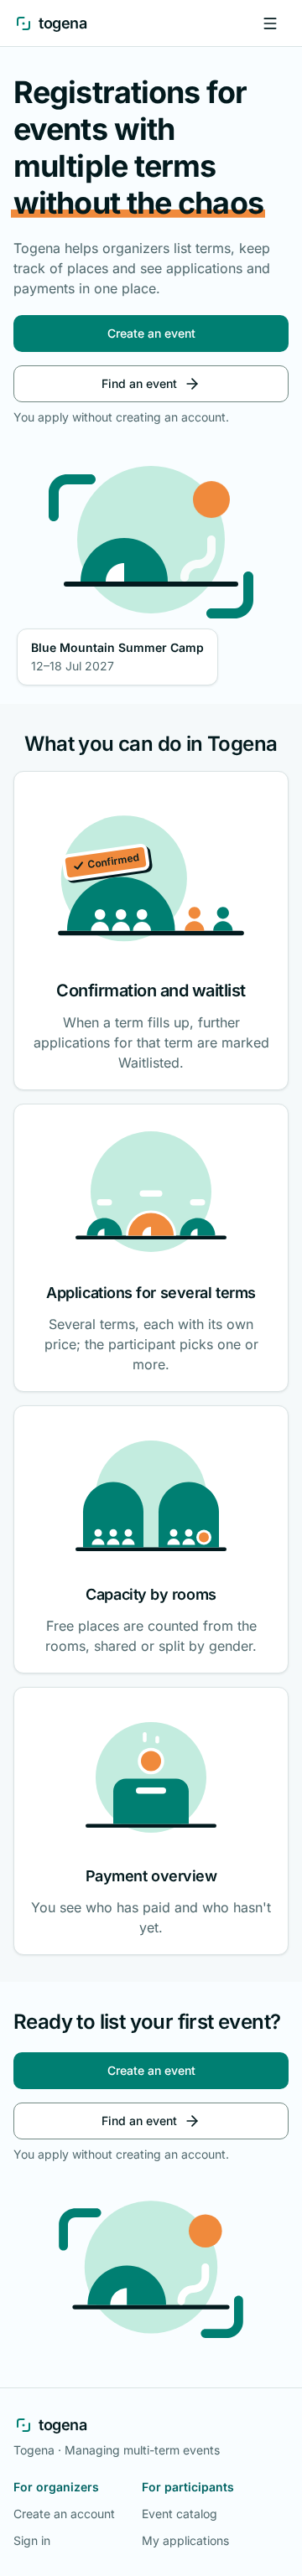 togena
Registrations for
events with
multiple terms
without the chaos
Togena helps organizers list terms, keep
track of places and see applications and
payments in one place.
Create an event
Find an event
You apply without creating an account.
Blue Mountain Summer Camp
12–18 Jul 2027
What you can do in Togena
Confirmed
Confirmation and waitlist
When a term fills up, further
applications for that term are marked
Waitlisted.
Applications for several terms
Several terms, each with its own
price; the participant picks one or
more.
Capacity by rooms
Free places are counted from the
rooms, shared or split by gender.
Payment overview
You see who has paid and who hasn't
yet.
Ready to list your first event?
Create an event
Find an event
You apply without creating an account.
togena
Togena · Managing multi-term events
For organizers
Create an account
Sign in
For participants
Event catalog
My applications